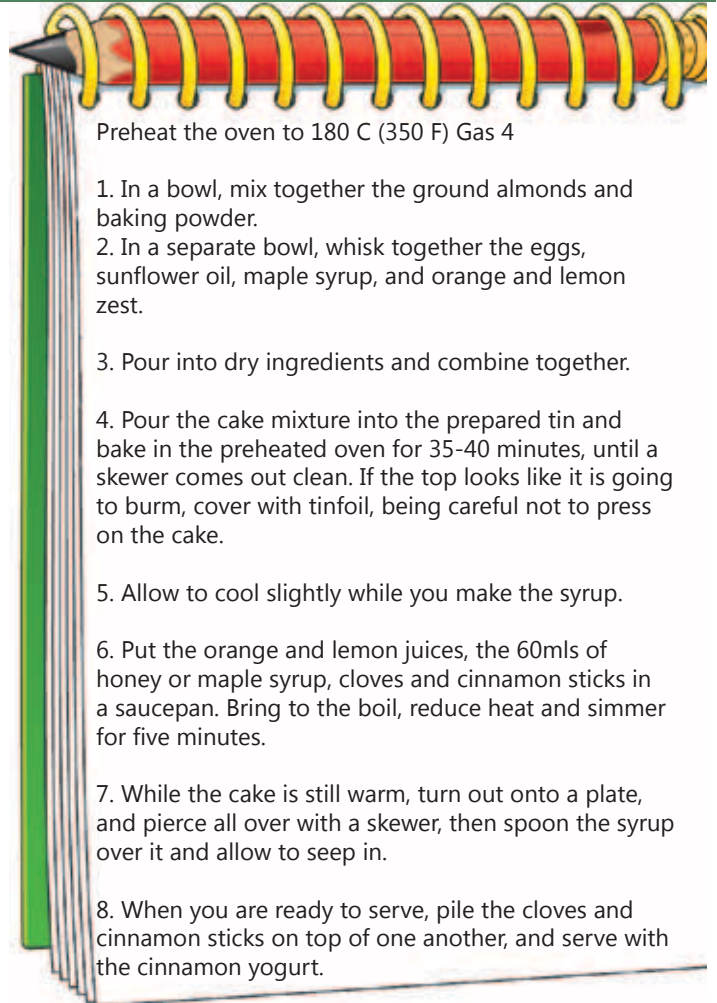 Preheat the oven to 180 C (350 F) Gas 4
1. In a bowl, mix together the ground almonds and
baking powder.
2. In a separate bowl, whisk together the eggs,
sunflower oil, maple syrup, and orange and lemon
zest.
3. Pour into dry ingredients and combine together.
4. Pour the cake mixture into the prepared tin and
bake in the preheated oven for 35-40 minutes, until a
skewer comes out clean. If the top looks like it is going
to burm, cover with tinfoil, being careful not to press
on the cake.
5. Allow to cool slightly while you make the syrup.
6. Put the orange and lemon juices, the 60mls of
honey or maple syrup, cloves and cinnamon sticks in
a saucepan. Bring to the boil, reduce heat and simmer
for five minutes.
7. While the cake is still warm, turn out onto a plate,
and pierce all over with a skewer, then spoon the syrup
over it and allow to seep in.
8. When you are ready to serve, pile the cloves and
cinnamon sticks on top of one another, and serve with
the cinnamon yogurt.